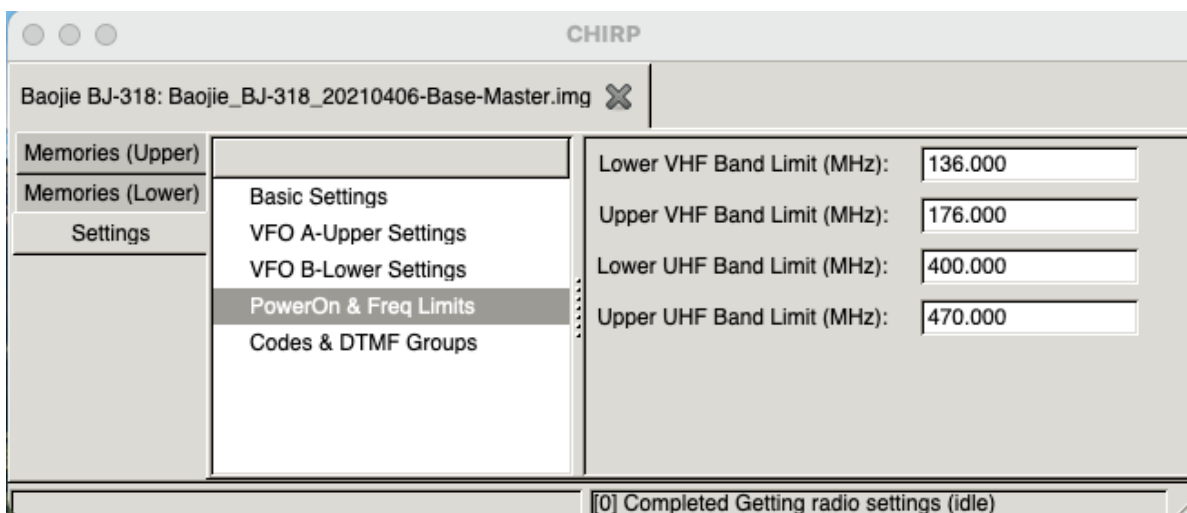 CHIRP
Baojie BJ-318: Baojie_BJ-318_20210406-Base-Master.img
Memories (Upper)
Memories (Lower)
Settings
Basic Settings
VFO A-Upper Settings
VFO B-Lower Settings
PowerOn & Freq Limits
Codes & DTMF Groups
Lower VHF Band Limit (MHz): 136.000
Upper VHF Band Limit (MHz): 176.000
Lower UHF Band Limit (MHz): 400.000
Upper UHF Band Limit (MHz): 470.000
[0] Completed Getting radio settings (idle)